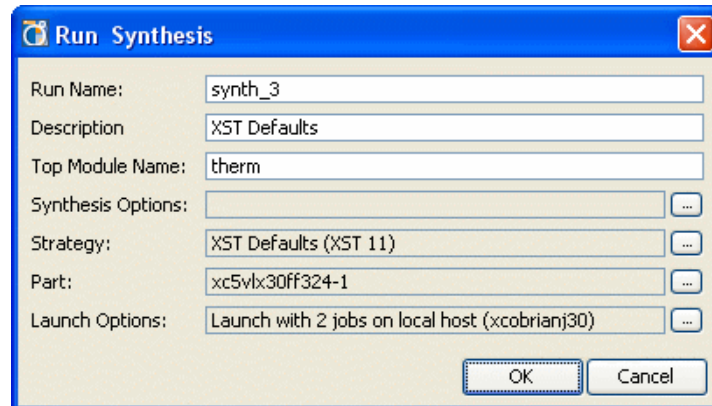 Run Synthesis
Run Name: synth_3
Description XST Defaults
Top Module Name: therm
Synthesis Options: ...
Strategy: XST Defaults (XST 11) ...
Part: xc5vlx30ff324-1 ...
Launch Options: Launch with 2 jobs on local host (xcobrianj30) ...
OK Cancel